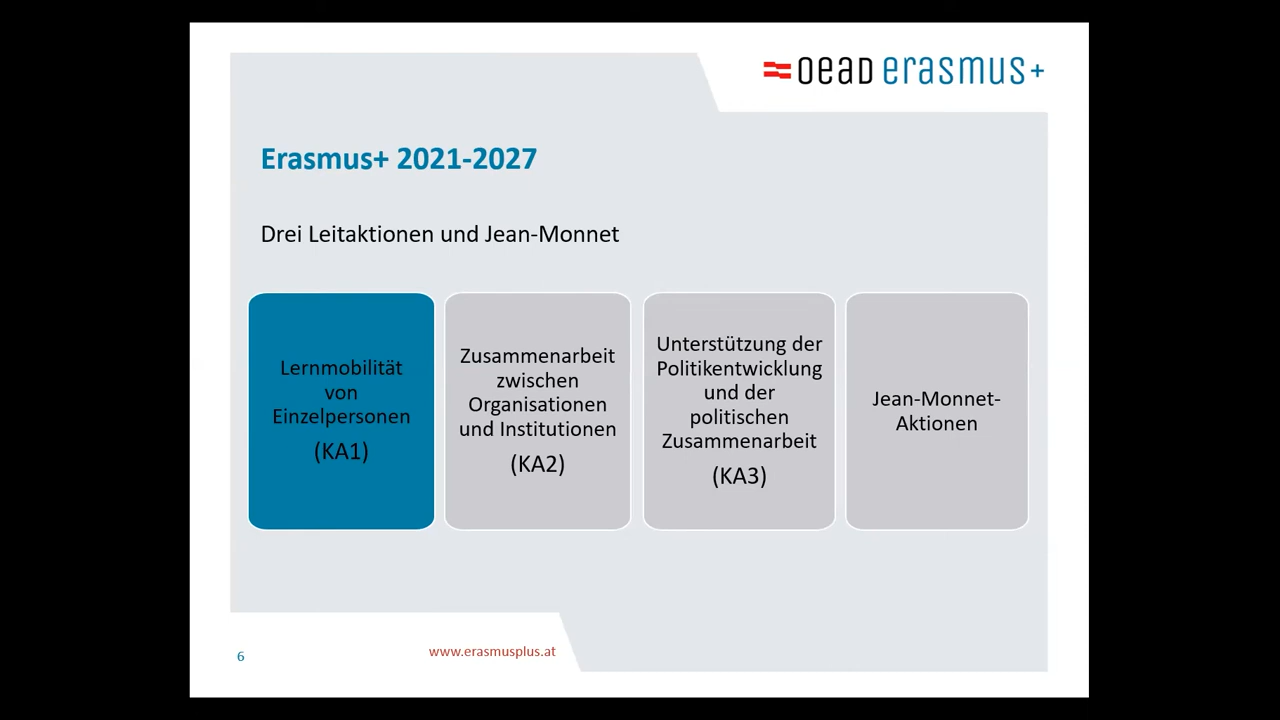 OEAD erasmus+
Erasmus+ 2021-2027
Drei Leitaktionen und Jean-Monnet
Lernmobilität
von
Einzelpersonen
(KA1)
Zusammenarbeit
zwischen
Organisationen
und Institutionen
(KA2)
Unterstützung der
Politikentwicklung
und der
politischen
Zusammenarbeit
(KA3)
Jean-Monnet-
Aktionen
6
www.erasmusplus.at